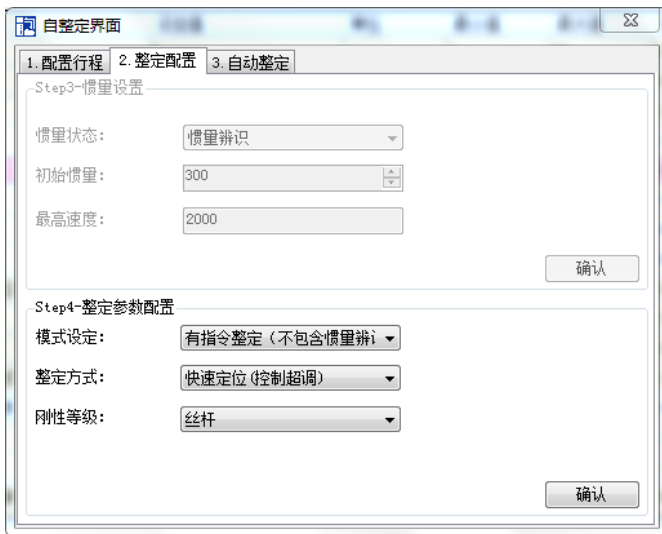 自整定界面
1.配置行程 2.整定配置 3.自动整定
Step3-惯量设置
惯量状态: 惯量辨识
初始惯量: 300
最高速度: 2000
确认
Step4-整定参数配置
模式设定: 有指令整定（不包含惯量辨
整定方式: 快速定位(控制超调)
刚性等级: 丝杆
确认